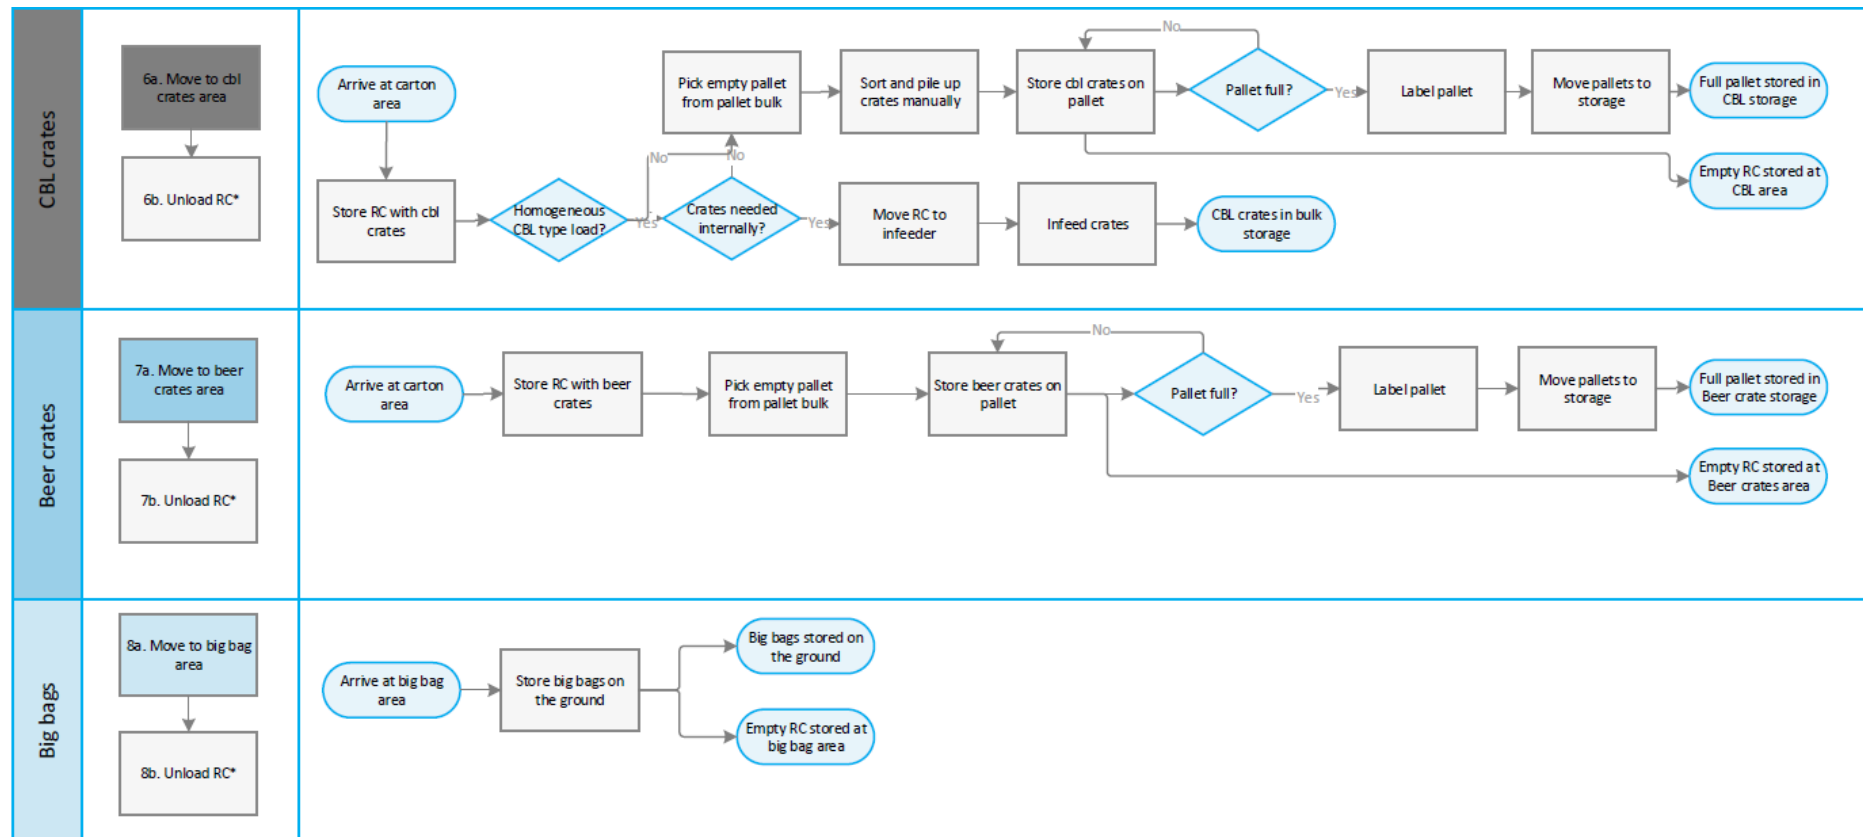 CBL crates
6a. Move to cbl
crates area
6b. Unload RC*
Arrive at carton
area
Store RC with cbl
crates
Homogeneous
CBL type load?
No
Yes
Crates needed
internally?
No
Yes
Pick empty pallet
from pallet bulk
Sort and pile up
crates manually
Store cbl crates on
pallet
No
Pallet full?
Yes
Label pallet
Move pallets to
storage
Full pallet stored in
CBL storage
Empty RC stored at
CBL area
Move RC to
infeeder
Infeed crates
CBL crates in bulk
storage
Beer crates
7a. Move to beer
crates area
7b. Unload RC*
Arrive at carton
area
Store RC with beer
crates
Pick empty pallet
from pallet bulk
Store beer crates on
pallet
No
Pallet full?
Yes
Label pallet
Move pallets to
storage
Full pallet stored in
Beer crate storage
Empty RC stored at
Beer crates area
Big bags
8a. Move to big bag
area
8b. Unload RC*
Arrive at big bag
area
Store big bags on
the ground
Big bags stored on
the ground
Empty RC stored at
big bag area